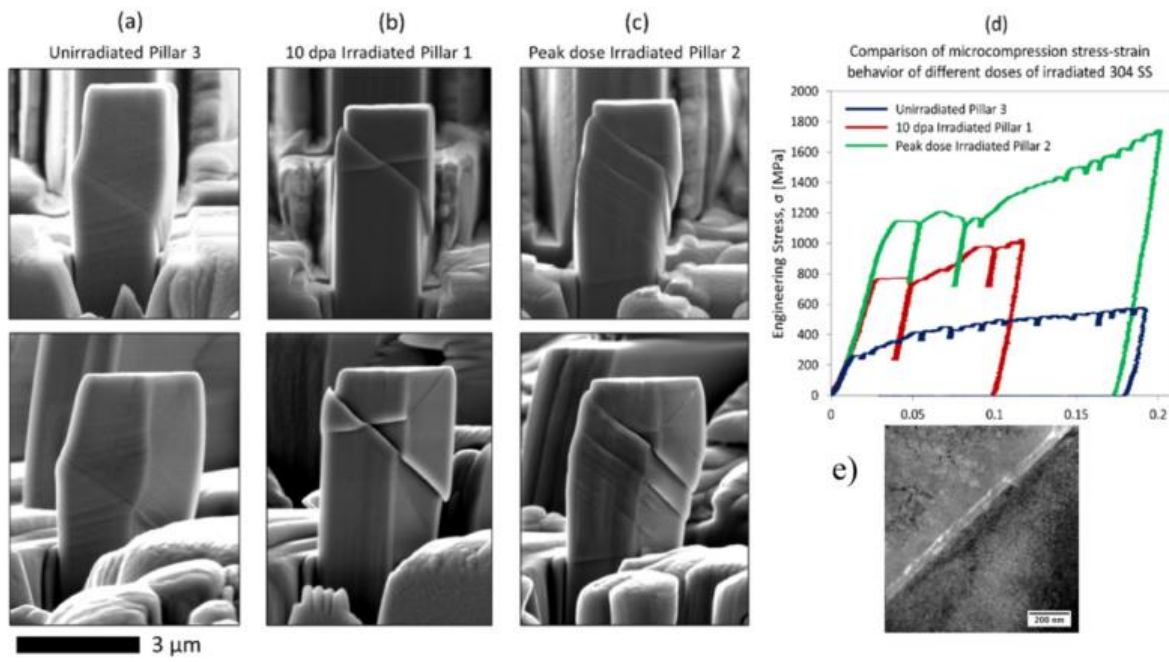 (a)
Unirradiated Pillar 3
(b)
10 dpa Irradiated Pillar 1
(c)
Peak dose Irradiated Pillar 2
3 µm
(d)
Comparison of microcompression stress-strain
behavior of different doses of irradiated 304 SS
Engineering Stress, σ [MPa]
2000
1800
1600
1400
1200
1000
800
600
400
200
0
Unirradiated Pillar 3
10 dpa Irradiated Pillar 1
Peak dose Irradiated Pillar 2
0 0.05 0.1 0.15 0.2
e)
200 nm